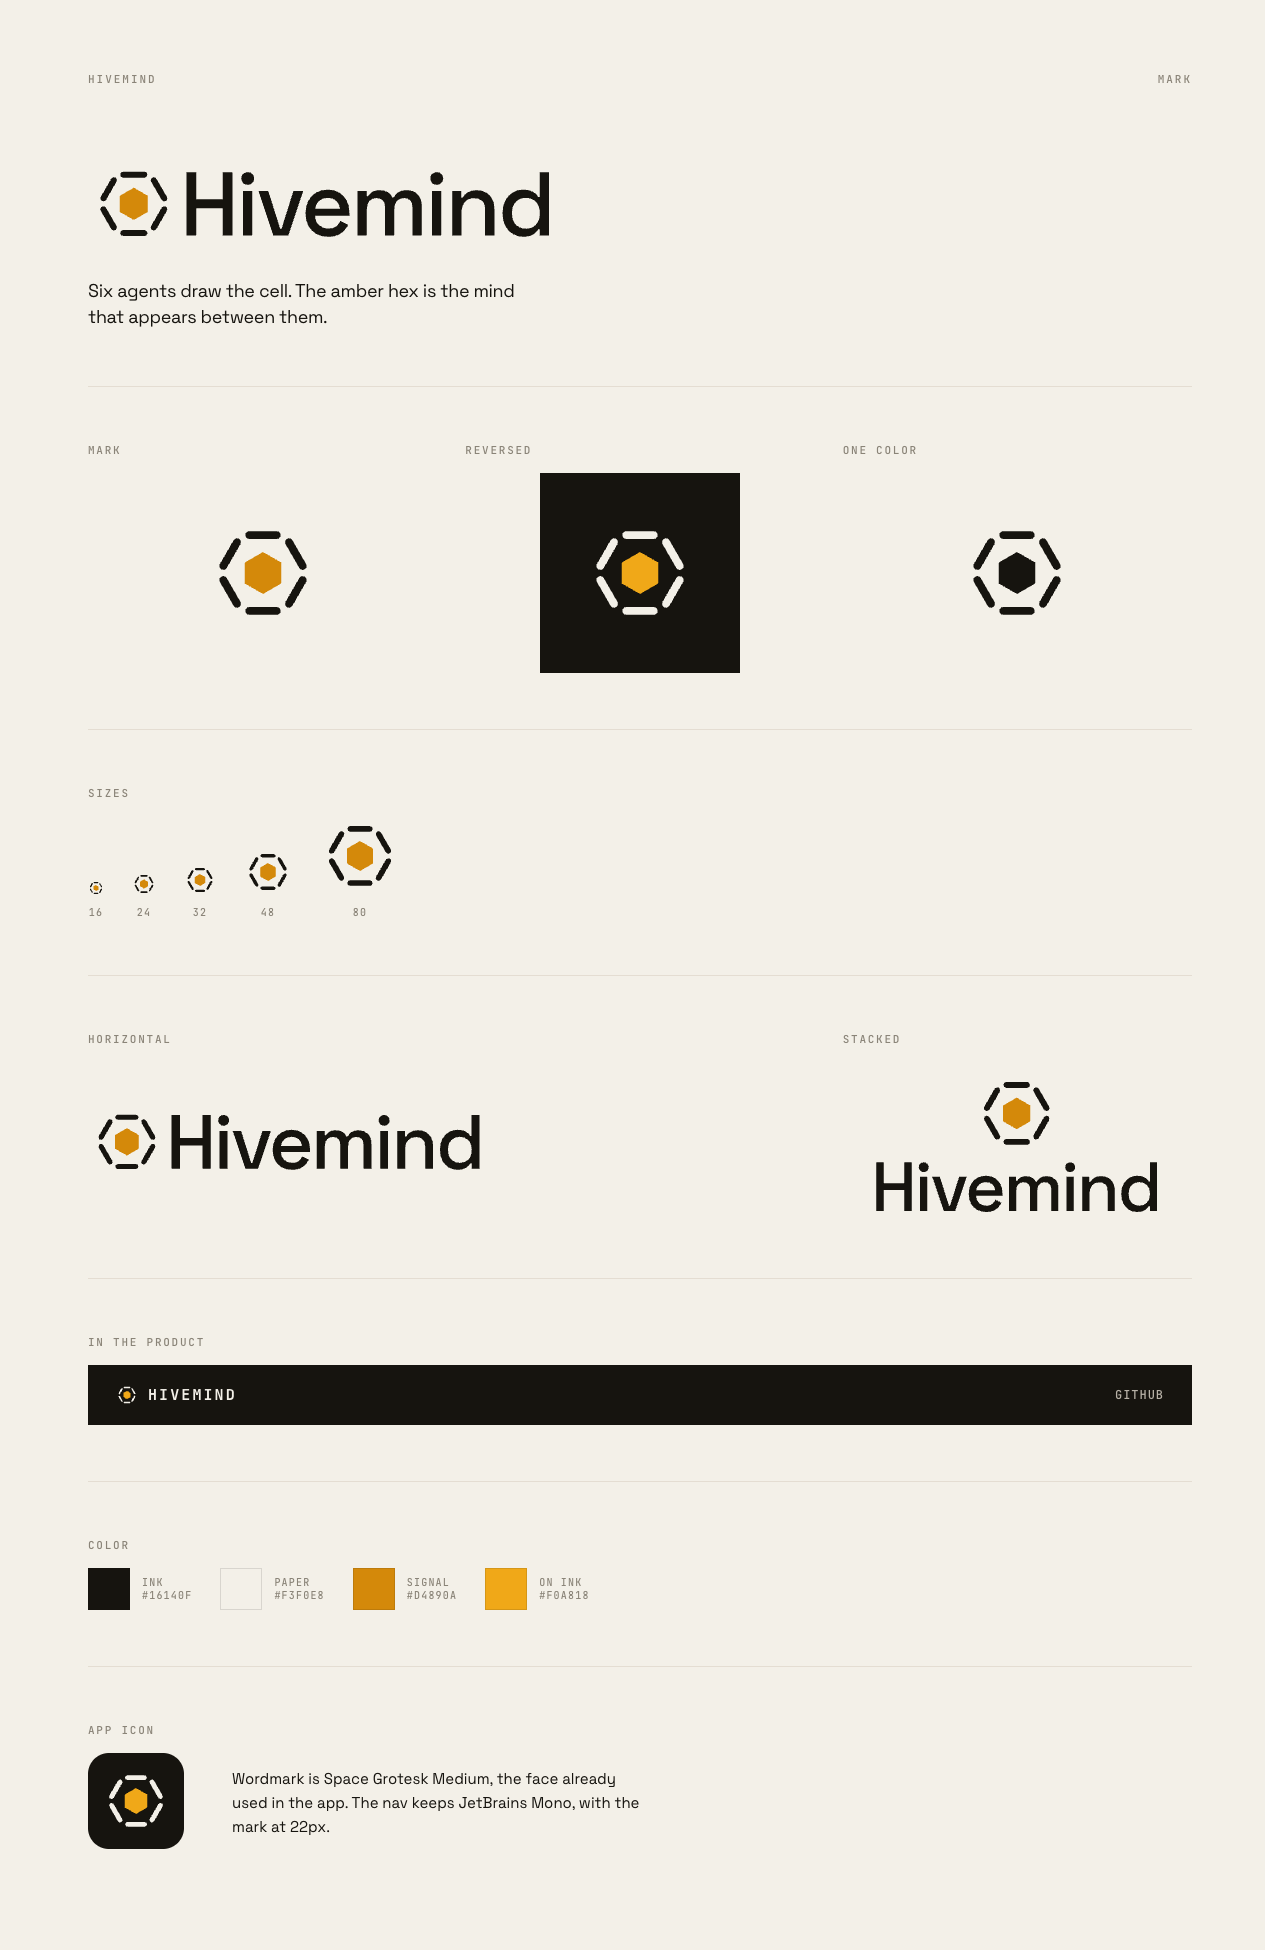 HIVEMIND
MARK
Hivemind
Six agents draw the cell. The amber hex is the mind
that appears between them.
MARK
REVERSED
ONE COLOR
SIZES
16
24
32
48
80
HORIZONTAL
STACKED
Hivemind
Hivemind
IN THE PRODUCT
HIVEMIND
GITHUB
COLOR
INK
#16140F
PAPER
#F3F0E8
SIGNAL
#D4890A
ON INK
#F0A818
APP ICON
Wordmark is Space Grotesk Medium, the face already
used in the app. The nav keeps JetBrains Mono, with the
mark at 22px.